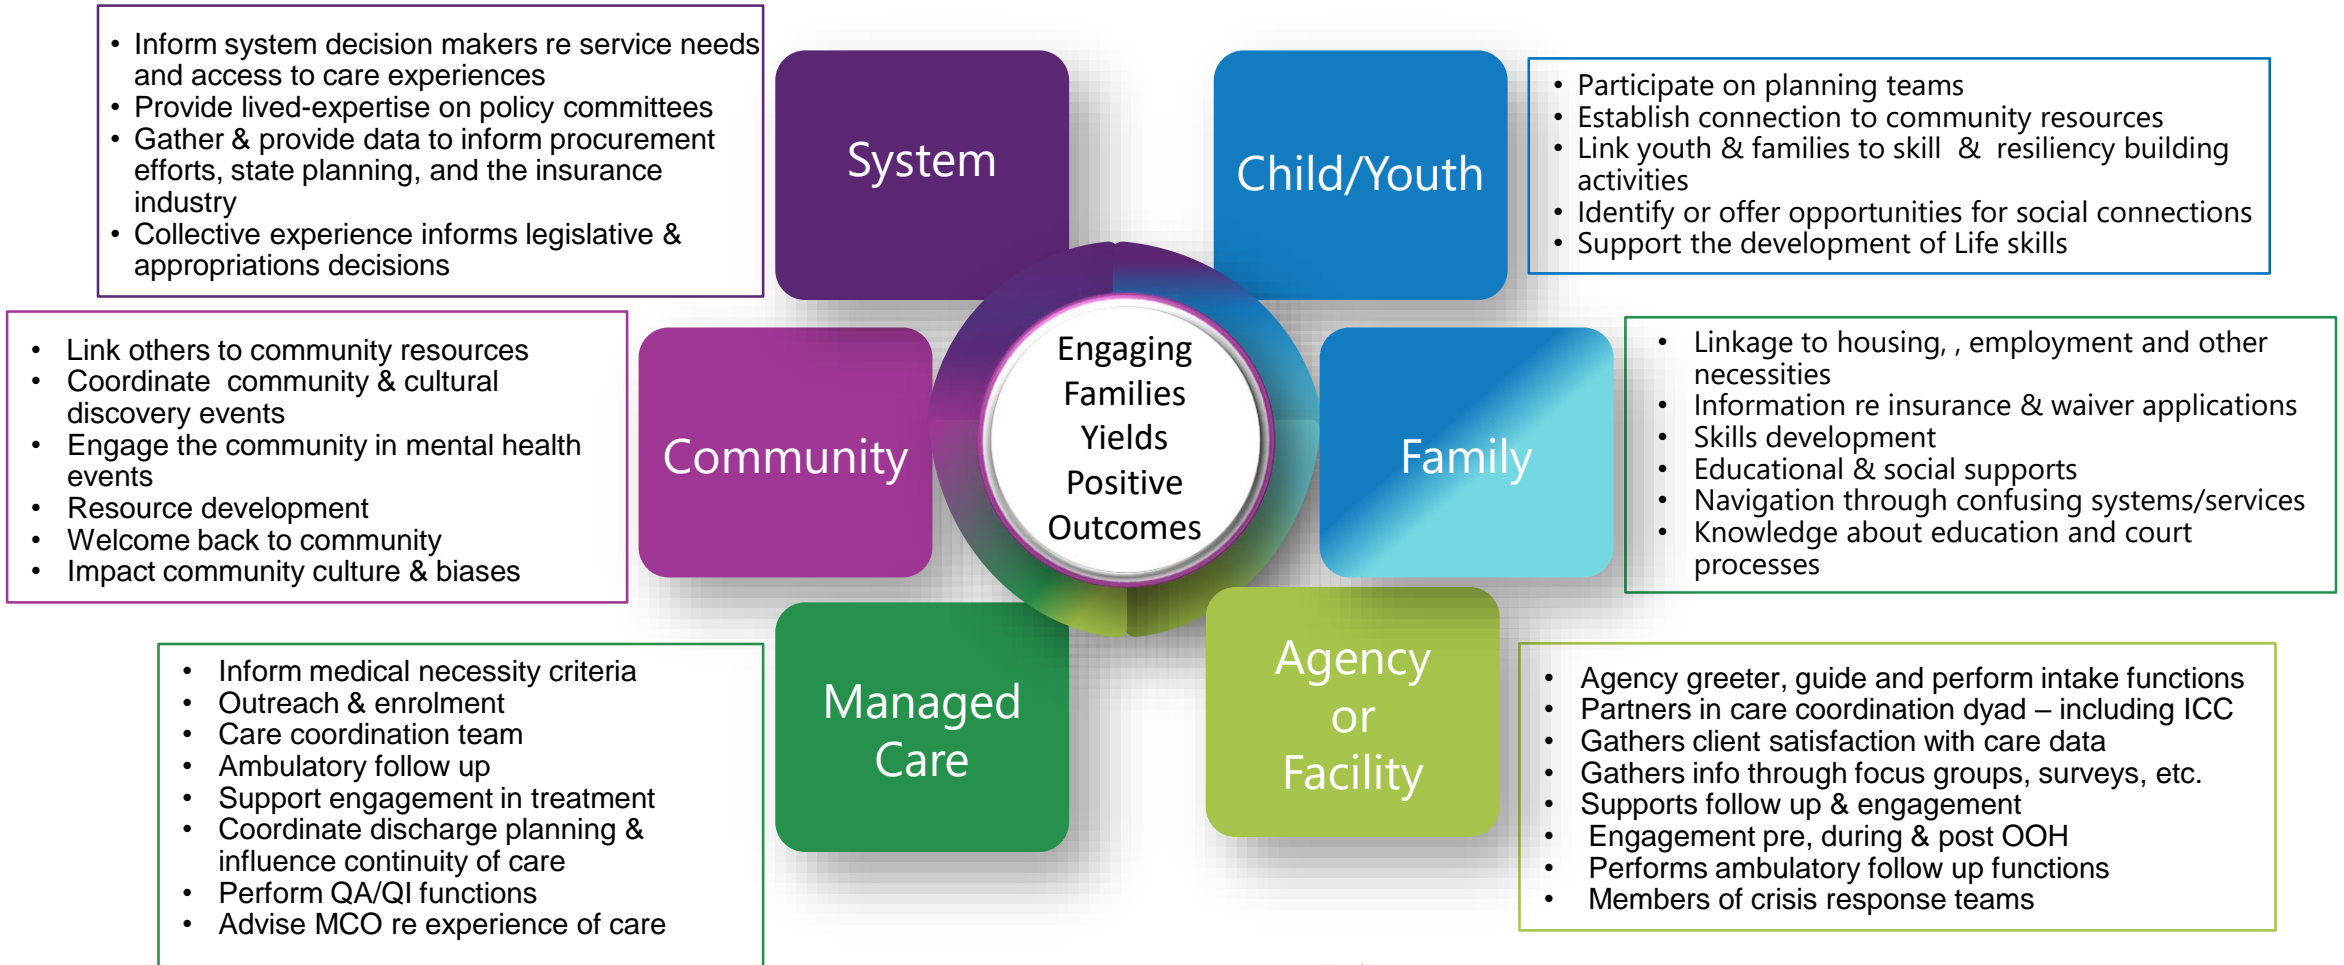 • Inform system decision makers re service needs
and access to care experiences
• Provide lived-expertise on policy committees
• Gather & provide data to inform procurement
efforts, state planning, and the insurance
industry
• Collective experience informs legislative &
appropriations decisions
System
Child/Youth
• Participate on planning teams
• Establish connection to community resources
• Link youth & families to skill & resiliency building
activities
• Identify or offer opportunities for social connections
• Support the development of Life skills
• Link others to community resources
• Coordinate community & cultural
discovery events
• Engage the community in mental health
events
• Resource development
• Welcome back to community
• Impact community culture & biases
Community
Engaging
Families
Yields
Positive
Outcomes
Family
• Linkage to housing, , employment and other
necessities
• Information re insurance & waiver applications
• Skills development
• Educational & social supports
• Navigation through confusing systems/services
• Knowledge about education and court
processes
• Inform medical necessity criteria
• Outreach & enrolment
• Care coordination team
• Ambulatory follow up
• Support engagement in treatment
• Coordinate discharge planning &
influence continuity of care
• Perform QA/QI functions
• Advise MCO re experience of care
Managed
Care
Agency
or
Facility
• Agency greeter, guide and perform intake functions
• Partners in care coordination dyad – including ICC
• Gathers client satisfaction with care data
• Gathers info through focus groups, surveys, etc.
• Supports follow up & engagement
• Engagement pre, during & post OOH
• Performs ambulatory follow up functions
• Members of crisis response teams